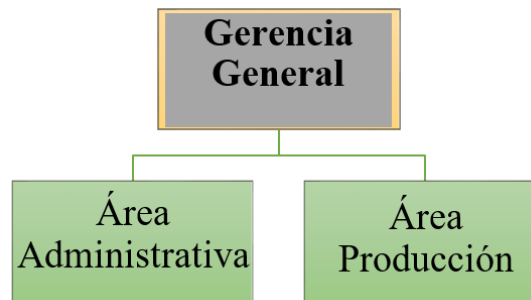 Gerencia
General
Área
Administrativa
Área
Producción